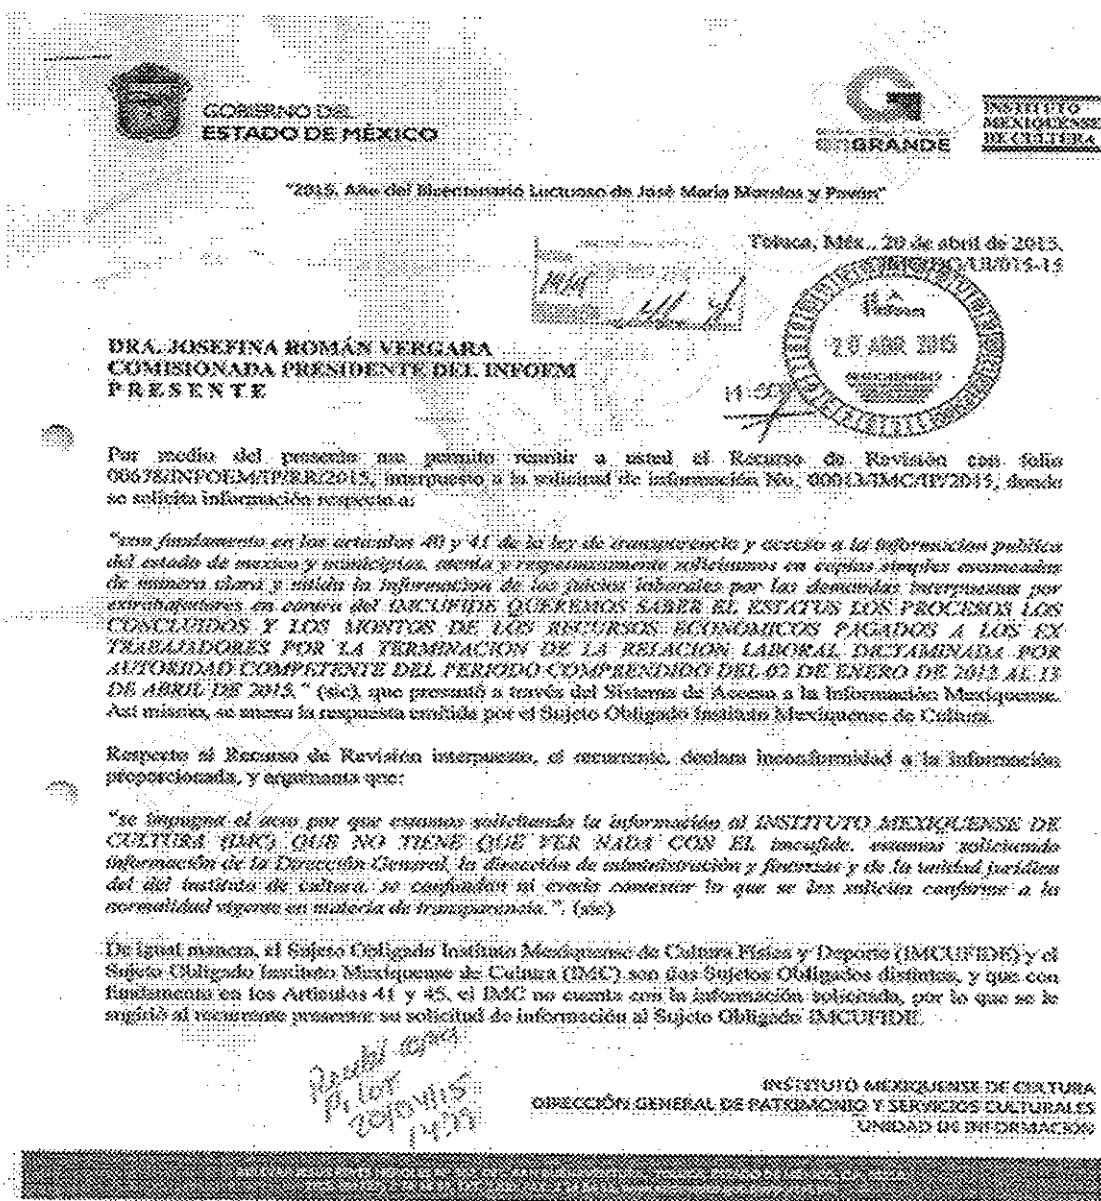 GOBIERNO DEL
ESTADO DE MÉXICO
GRANDE
INSTITUTO
MEXIQUENSE
DE CULTURA
"2015. Año del Bicentenario Luctuoso de José María Morelos y Pavón"
Toluca, Méx., 20 de abril de 2015.
/UI/015-15
20 ABR 2015
DRA. JOSEFINA ROMÁN VERGARA
COMISIONADA PRESIDENTE DEL INFOEM
P R E S E N T E
Por medio del presente me permito remitir a usted el Recurso de Revisión con folio
00678/INFOEM/IP/RR/2015, interpuesto a la solicitud de información No. 00013/IMC/IP/2015, donde
se solicita información respecto a:
"con fundamento en los articulos 40 y 41 de la ley de transparencia y acceso a la informacion publica
del estado de mexico y municipios, atenta y respetuosamente solicitamos en copias simples escaneadas
de manera clara y nitida la informacion de los juicios laborales por las demandas interpuestas por
extrabajadores en contra del IMCUFIDE QUEREMOS SABER EL ESTATUS LOS PROCESOS LOS
CONCLUIDOS Y LOS MONTOS DE LOS RECURSOS ECONOMICOS PAGADOS A LOS EX
TRABAJADORES POR LA TERMINACION DE LA RELACION LABORAL DICTAMINADA POR
AUTORIDAD COMPETENTE DEL PERIODO COMPRENDIDO DEL 02 DE ENERO DE 2012 AL 13
DE ABRIL DE 2015." (sic), que presentó a través del Sistema de Acceso a la Información Mexiquense.
Así mismo, se anexa la respuesta emitida por el Sujeto Obligado Instituto Mexiquense de Cultura.
Respecto al Recurso de Revisión interpuesto, el recurrente, declara inconformidad a la información
proporcionada, y argumenta que:
"se impugna el acto por que estamos solicitando la información al INSTITUTO MEXIQUENSE DE
CULTURA (IMC) QUE NO TIENE QUE VER NADA CON EL imcufide, estamos solicitando
información de la Dirección General, la dirección de administración y finanzas y de la unidad jurídica
del del instituto de cultura, se confunden ni evada contestar lo que se les solicita conforme a la
normalidad vigente en materia de transparencia.". (sic)
De igual manera, el Sujeto Obligado Instituto Mexiquense de Cultura Física y Deporte (IMCUFIDE) y el
Sujeto Obligado Instituto Mexiquense de Cultura (IMC) son dos Sujetos Obligados distintos, y que con
fundamento en los Artículos 41 y 45, el IMC no cuenta con la información solicitada, por lo que se le
sugirió al recurrente presentar su solicitud de información al Sujeto Obligado IMCUFIDE.
INSTITUTO MEXIQUENSE DE CULTURA
DIRECCIÓN GENERAL DE PATRIMONIO Y SERVICIOS CULTURALES
UNIDAD DE INFORMACIÓN